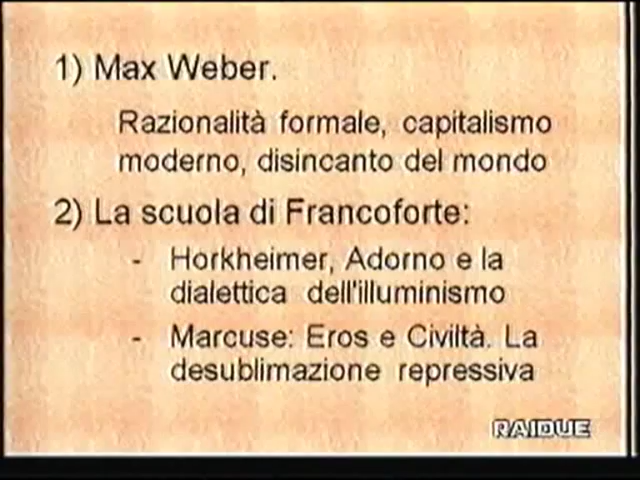 1) Max Weber.
Razionalità formale, capitalismo
moderno, disincanto del mondo
2) La scuola di Francoforte:
- Horkheimer, Adorno e la
dialettica dell'illuminismo
- Marcuse: Eros e Civiltà. La
desublimazione repressiva
RAIDUE